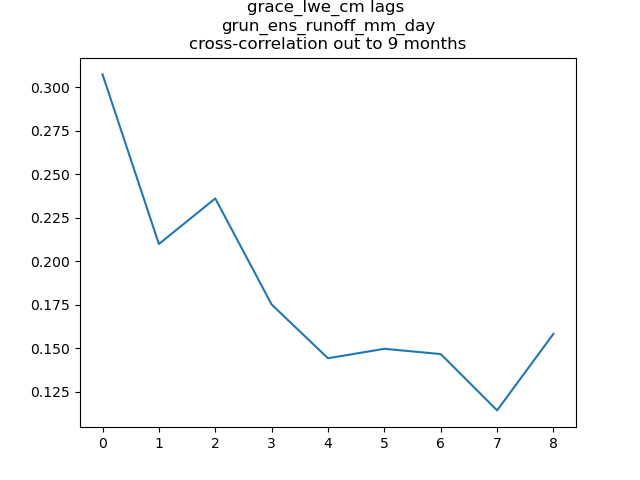 grace_lwe_cm lags
grun_ens_runoff_mm_day
cross-correlation out to 9 months
0.300
0.275
0.250
0.225
0.200
0.175
0.150
0.125
0 1 2 3 4 5 6 7 8